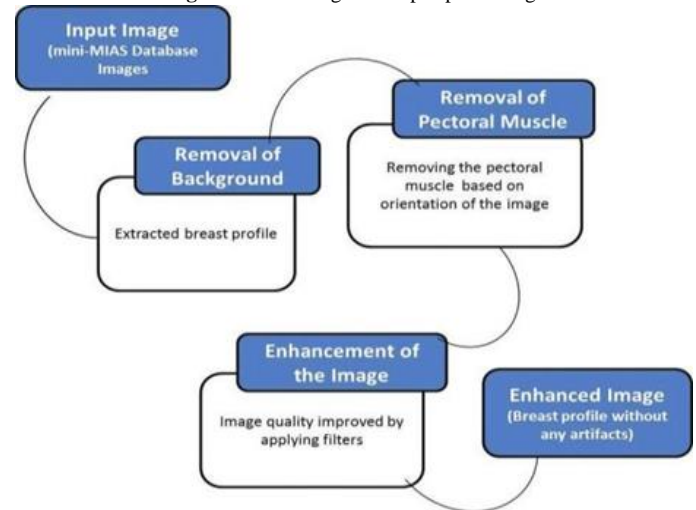 Input Image
(mini-MIAS Database
Images
Removal of
Background
Extracted breast profile
Removal of
Pectoral Muscle
Removing the pectoral
muscle based on
orientation of the image
Enhancement of
the Image
Image quality improved by
applying filters
Enhanced Image
(Breast profile without
any artifacts)